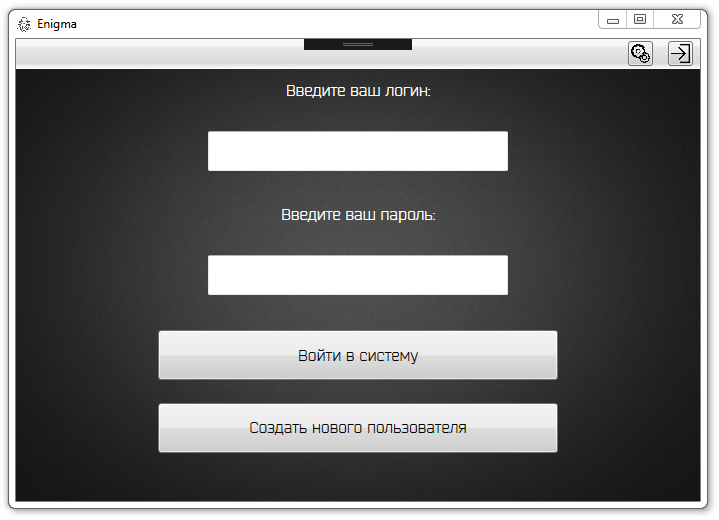 Enigma
Введите ваш логин:
Введите ваш пароль:
Войти в систему
Создать нового пользователя